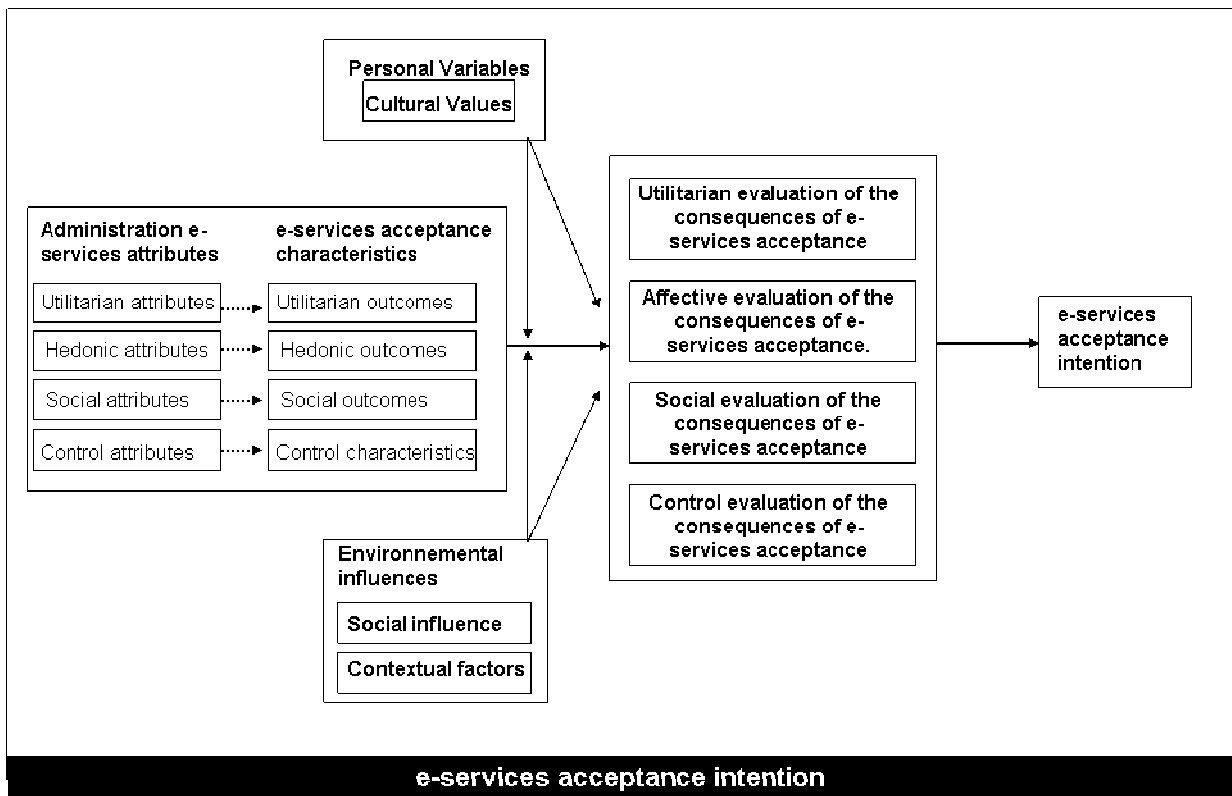 Personal Variables
Cultural Values
Administration e-
services attributes
e-services acceptance
characteristics
Utilitarian attributes
Utilitarian outcomes
Hedonic attributes
Hedonic outcomes
Social attributes
Social outcomes
Control attributes
Control characteristics
Environnemental
influences
Social influence
Contextual factors
Utilitarian evaluation of the
consequences of e-
services acceptance
Affective evaluation of the
consequences of e-
services acceptance.
Social evaluation of the
consequences of e-
services acceptance
Control evaluation of the
consequences of e-
services acceptance
e-services
acceptance
intention
e-services acceptance intention